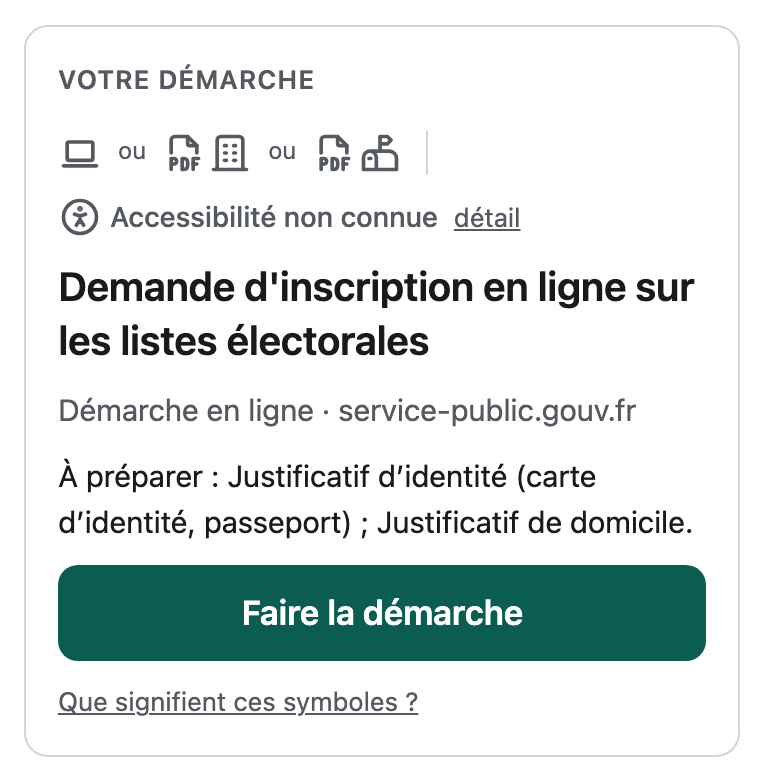 VOTRE DÉMARCHE
ou PDF ou PDF
Accessibilité non connue détail
Demande d'inscription en ligne sur
les listes électorales
Démarche en ligne · service-public.gouv.fr
À préparer : Justificatif d’identité (carte
d’identité, passeport) ; Justificatif de domicile.
Faire la démarche
Que signifient ces symboles ?